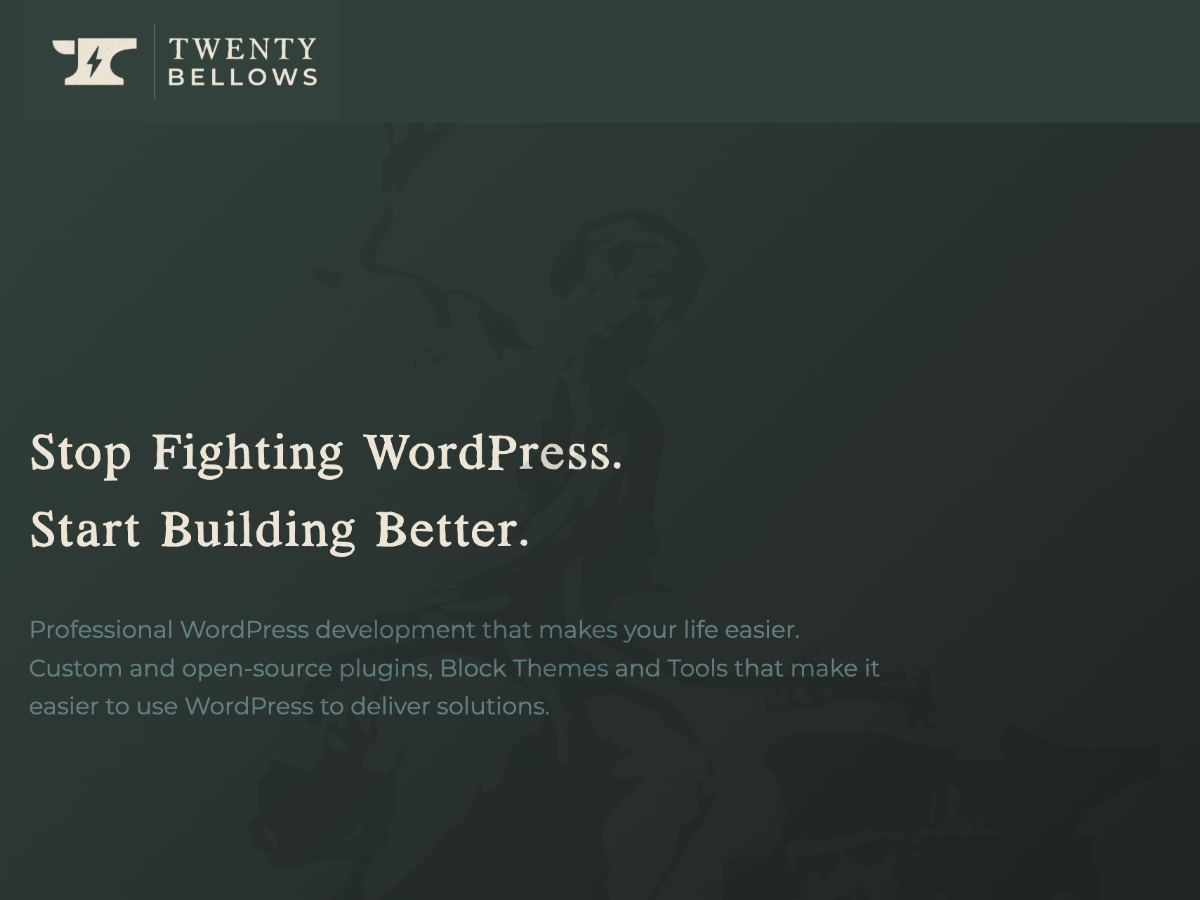 TWENTY
BELLOWS
Stop Fighting WordPress.
Start Building Better.
Professional WordPress development that makes your life easier.
Custom and open-source plugins, Block Themes and Tools that make it
easier to use WordPress to deliver solutions.